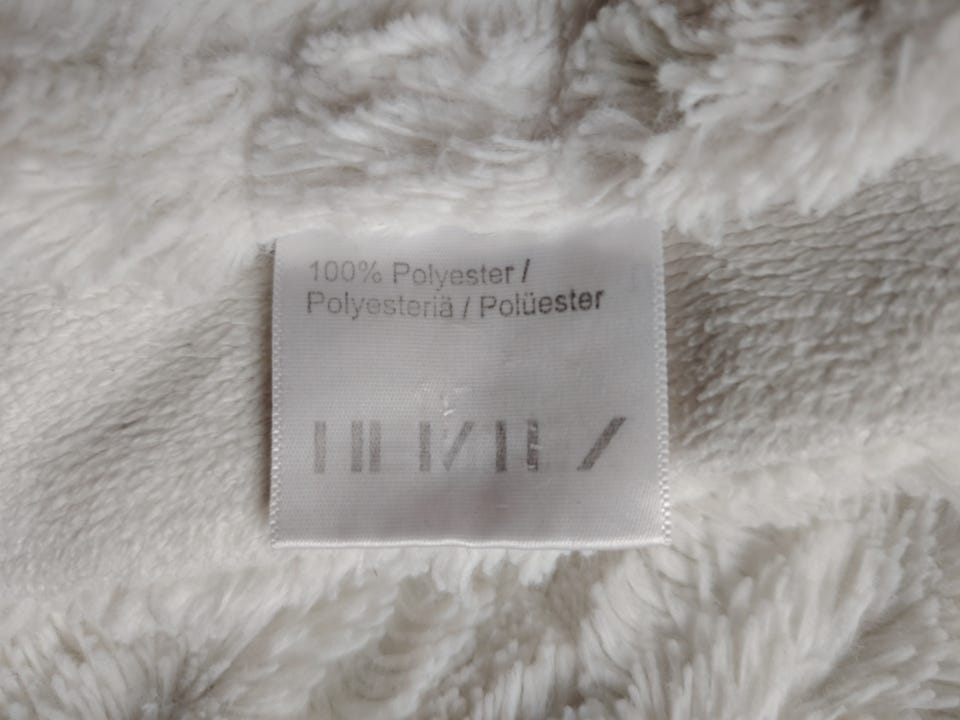 100% Polyester /
Polyesteriä / Polüester